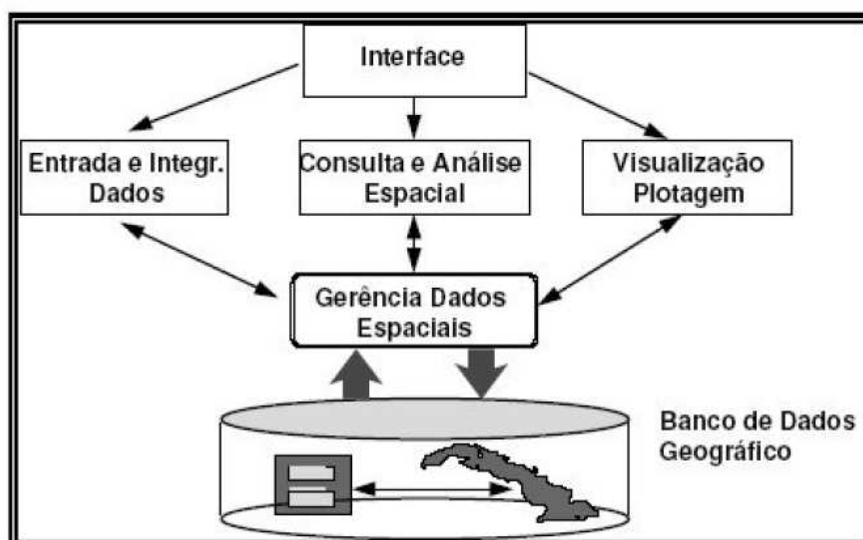 Interface
Entrada e Integr.
Dados
Consulta e Análise
Espacial
Visualização
Plotagem
Gerência Dados
Espaciais
Banco de Dados
Geográfico